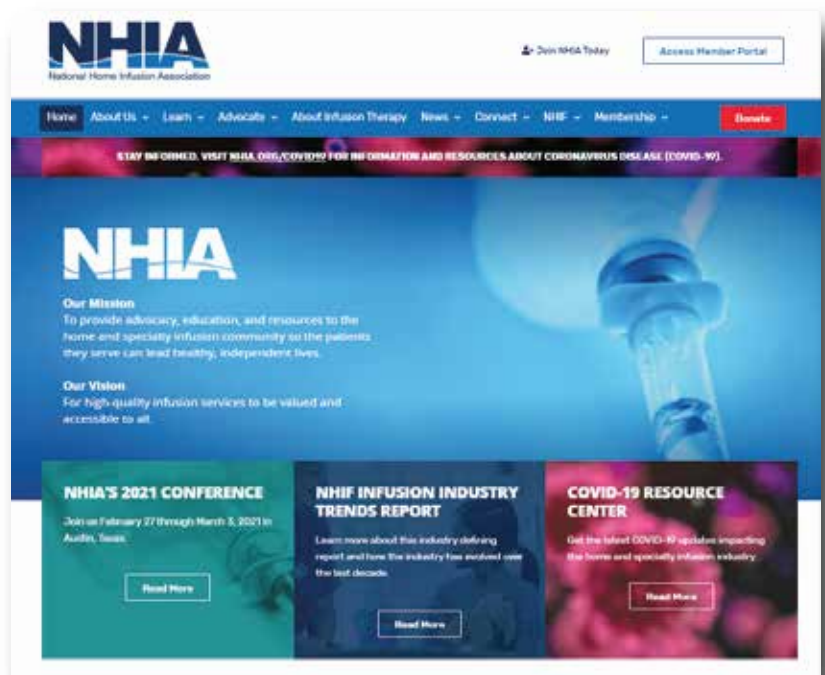 NHIA
National Home Infusion Association
Join NHIA Today
Access Member Portal
Home About Us Learn Advocate About Infusion Therapy News Connect NHIF Membership Donate
STAY INFORMED. VISIT NHIA.ORG/COVID19 FOR INFORMATION AND RESOURCES ABOUT CORONAVIRUS DISEASE (COVID-19).
NHIA
Our Mission
To provide advocacy, education, and resources to the
home and specialty infusion community so the patients
they serve can lead healthy, independent lives.
Our Vision
For high-quality infusion services to be valued and
accessible to all.
NHIA'S 2021 CONFERENCE
Join us February 27 through March 3, 2021 in
Austin, Texas.
Read More
NHIF INFUSION INDUSTRY
TRENDS REPORT
Learn more about this industry defining
report and how the industry has evolved over
the last decade.
Read More
COVID-19 RESOURCE
CENTER
Get the latest COVID-19 updates impacting
the home and specialty infusion industry.
Read More